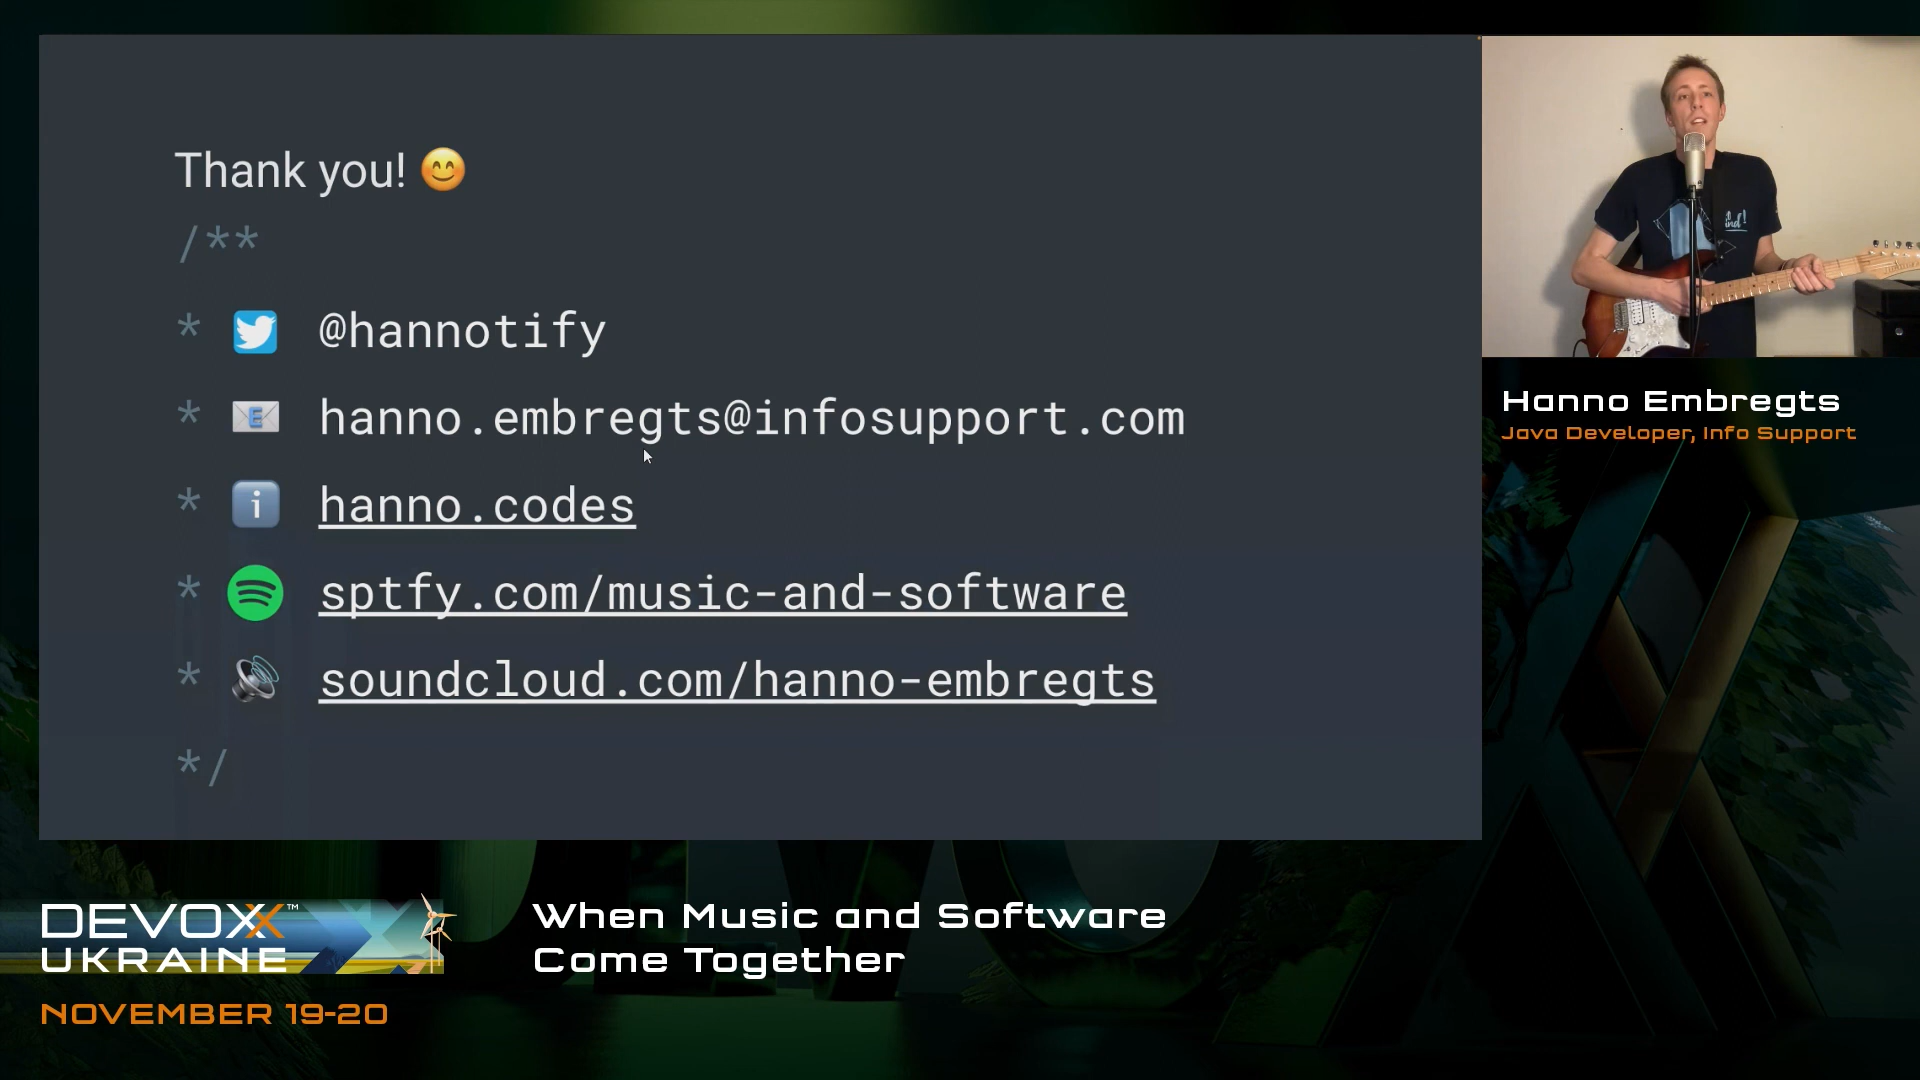 Thank you! 😊
/**
* @hannotify
* hanno.embregts@infosupport.com
* hanno.codes
* sptfy.com/music-and-software
* soundcloud.com/hanno-embregts
*/
Hanno Embregts
Java Developer, Info Support
DEVOXX™
UKRAINE
NOVEMBER 19-20
When Music and Software
Come Together